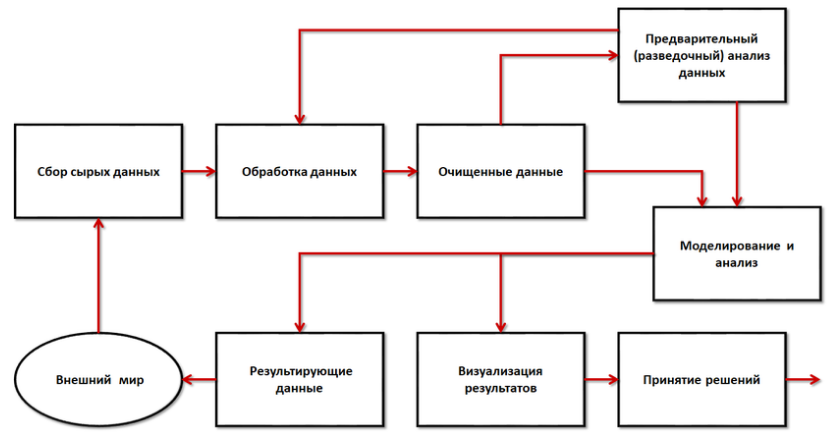 Предварительный
(разведочный) анализ
данных
Сбор сырых данных
Обработка данных
Очищенные данные
Моделирование и
анализ
Внешний мир
Результирующие
данные
Визуализация
результатов
Принятие решений